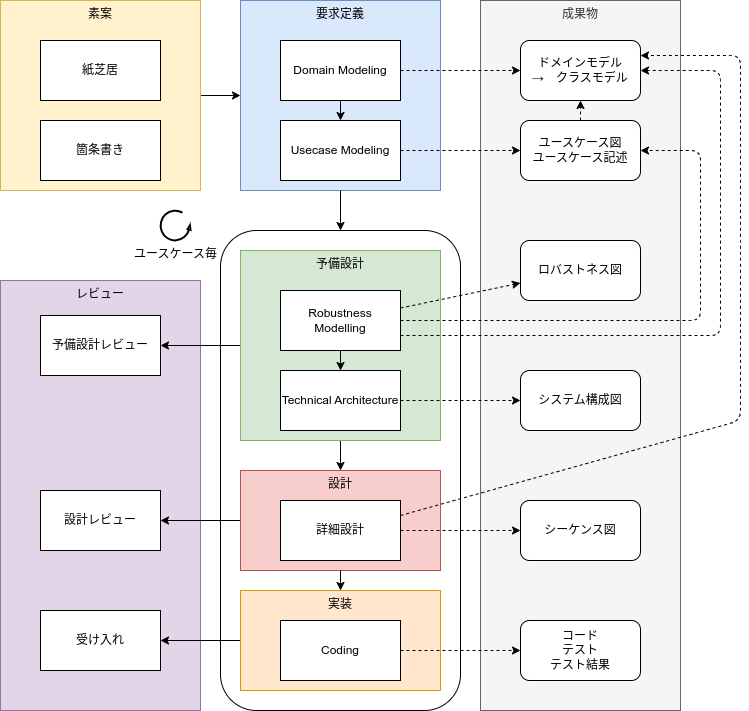 素案
紙芝居
箇条書き
要求定義
Domain Modeling
Usecase Modeling
成果物
ドメインモデル
→　クラスモデル
ユースケース図
ユースケース記述
ユースケース毎
予備設計
Robustness
Modelling
Technical Architecture
ロバストネス図
システム構成図
レビュー
予備設計レビュー
設計レビュー
受け入れ
設計
詳細設計
シーケンス図
実装
Coding
コード
テスト
テスト結果